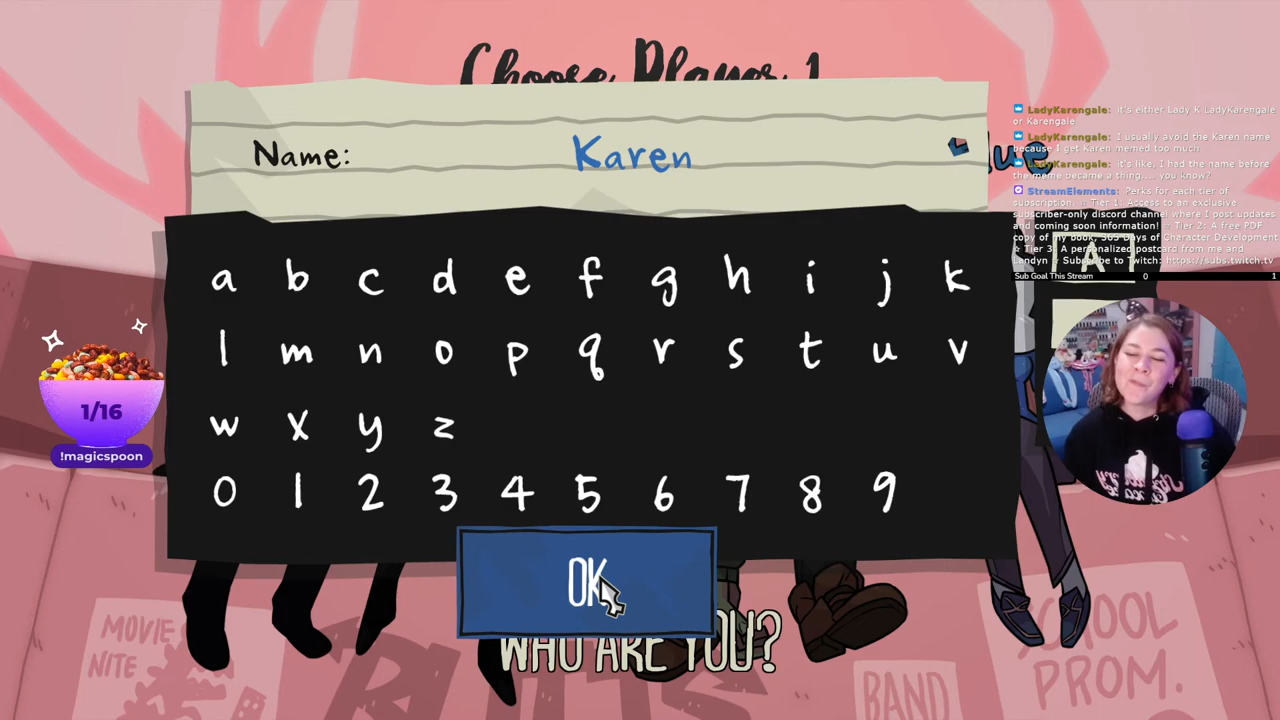 Choose Player 1
Name:
Karen
a b c d e f g h i j k
l m n o p q r s t u v
w x y z
0 1 2 3 4 5 6 7 8 9
OK
WHO ARE YOU?
MOVIE
NITE
BAND
SCHOOL
PROM.
A
1/16
!magicspoon
LadyKarengale: it's either Lady K LadyKarengale
or Karengale
LadyKarengale: I usually avoid the Karen name
because I get Karen memed too much
LadyKarengale: it's like, I had the name before
the meme became a thing.... you know?
StreamElements: Perks for each tier of
subscription. ☆ Tier 1: Access to an exclusive
subscriber-only discord channel where I post updates
and coming soon information! ☆ Tier 2: A free PDF
copy of my book, 365 Days of Character Development
☆ Tier 3: A personalized postcard from me and
Landyn ☆ Subscribe to Twitch: https://subs.twitch.tv
Sub Goal This Stream 0 1